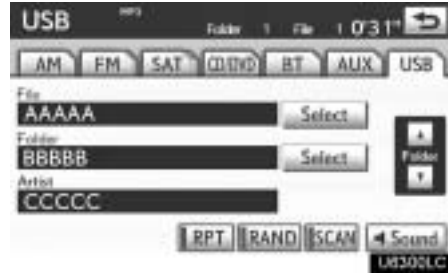 USB MP3 Folder 1 File 1 0'31"
AM FM SAT CD/DVD BT AUX USB
File
AAAAA Select
Folder
BBBBB Select
Folder
Artist
CCCCC
RPT RAND SCAN Sound
U6300LC